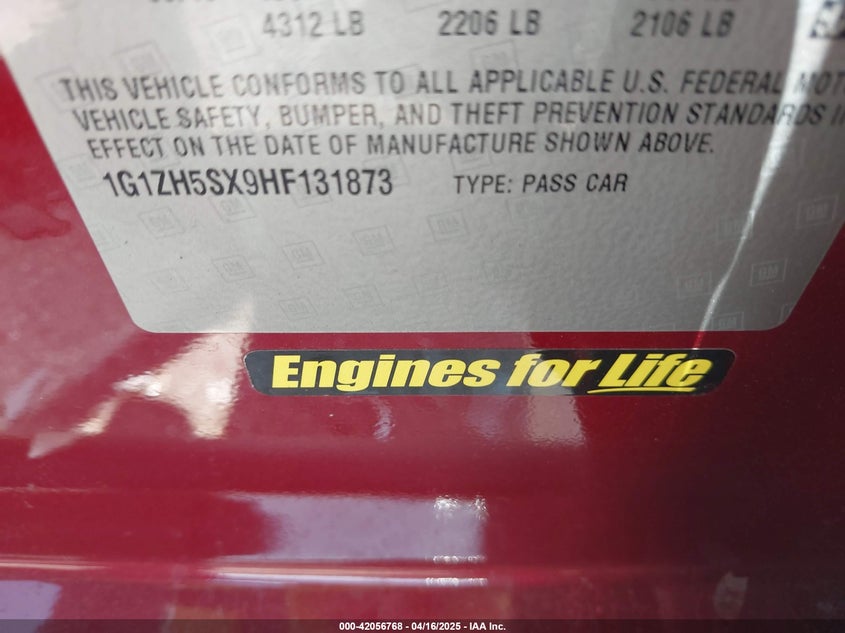 4312 LB 2206 LB 2106 LB
THIS VEHICLE CONFORMS TO ALL APPLICABLE U.S. FEDERAL MOTO
VEHICLE SAFETY, BUMPER, AND THEFT PREVENTION STANDARDS I
EFFECT ON THE DATE OF MANUFACTURE SHOWN ABOVE.
1G1ZH5SX9HF131873 TYPE: PASS CAR
GM
Engines for Life
000-42056768 - 04/16/2025 - IAA Inc.